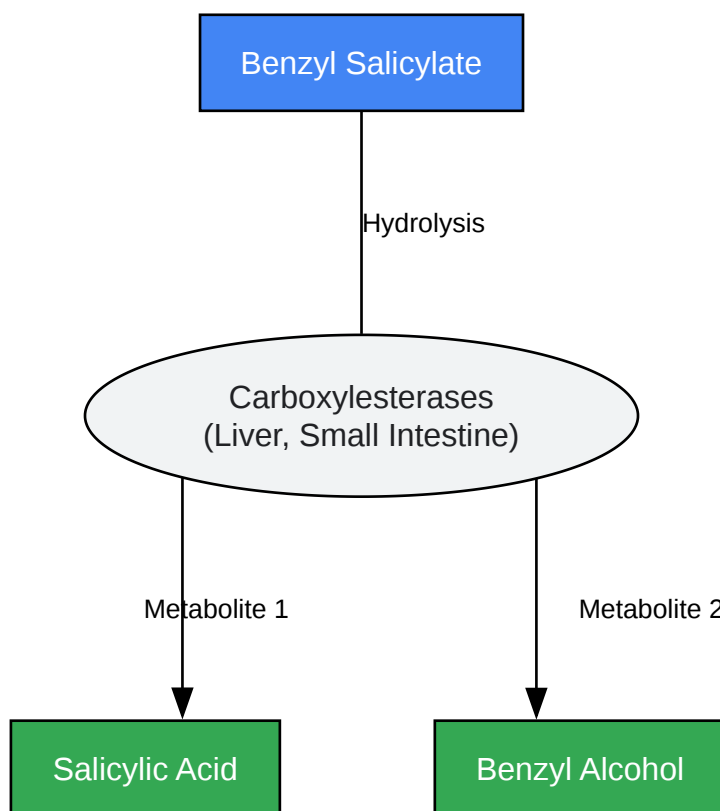 Benzyl Salicylate
Hydrolysis
Carboxylesterases
(Liver, Small Intestine)
Metabolite 1
Metabolite 2
Salicylic Acid
Benzyl Alcohol